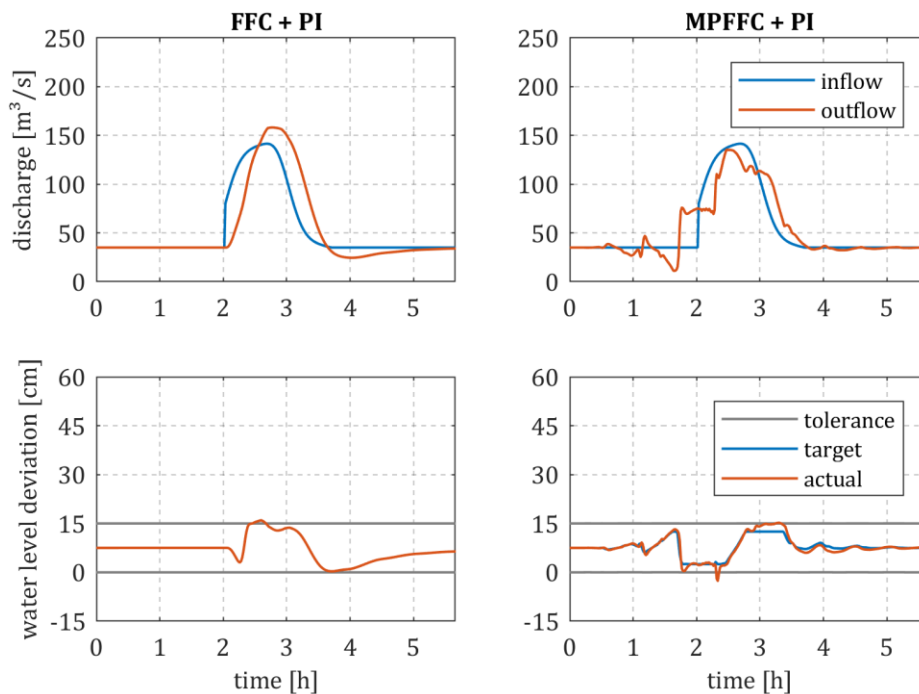 FFC + PI
MPFFC + PI
discharge [m³/s]
250
200
150
100
50
0
0 1 2 3 4 5
250
200
150
100
50
0
0 1 2 3 4 5
inflow
outflow
water level deviation [cm]
60
45
30
15
0
-15
0 1 2 3 4 5
time [h]
60
45
30
15
0
-15
0 1 2 3 4 5
time [h]
tolerance
target
actual